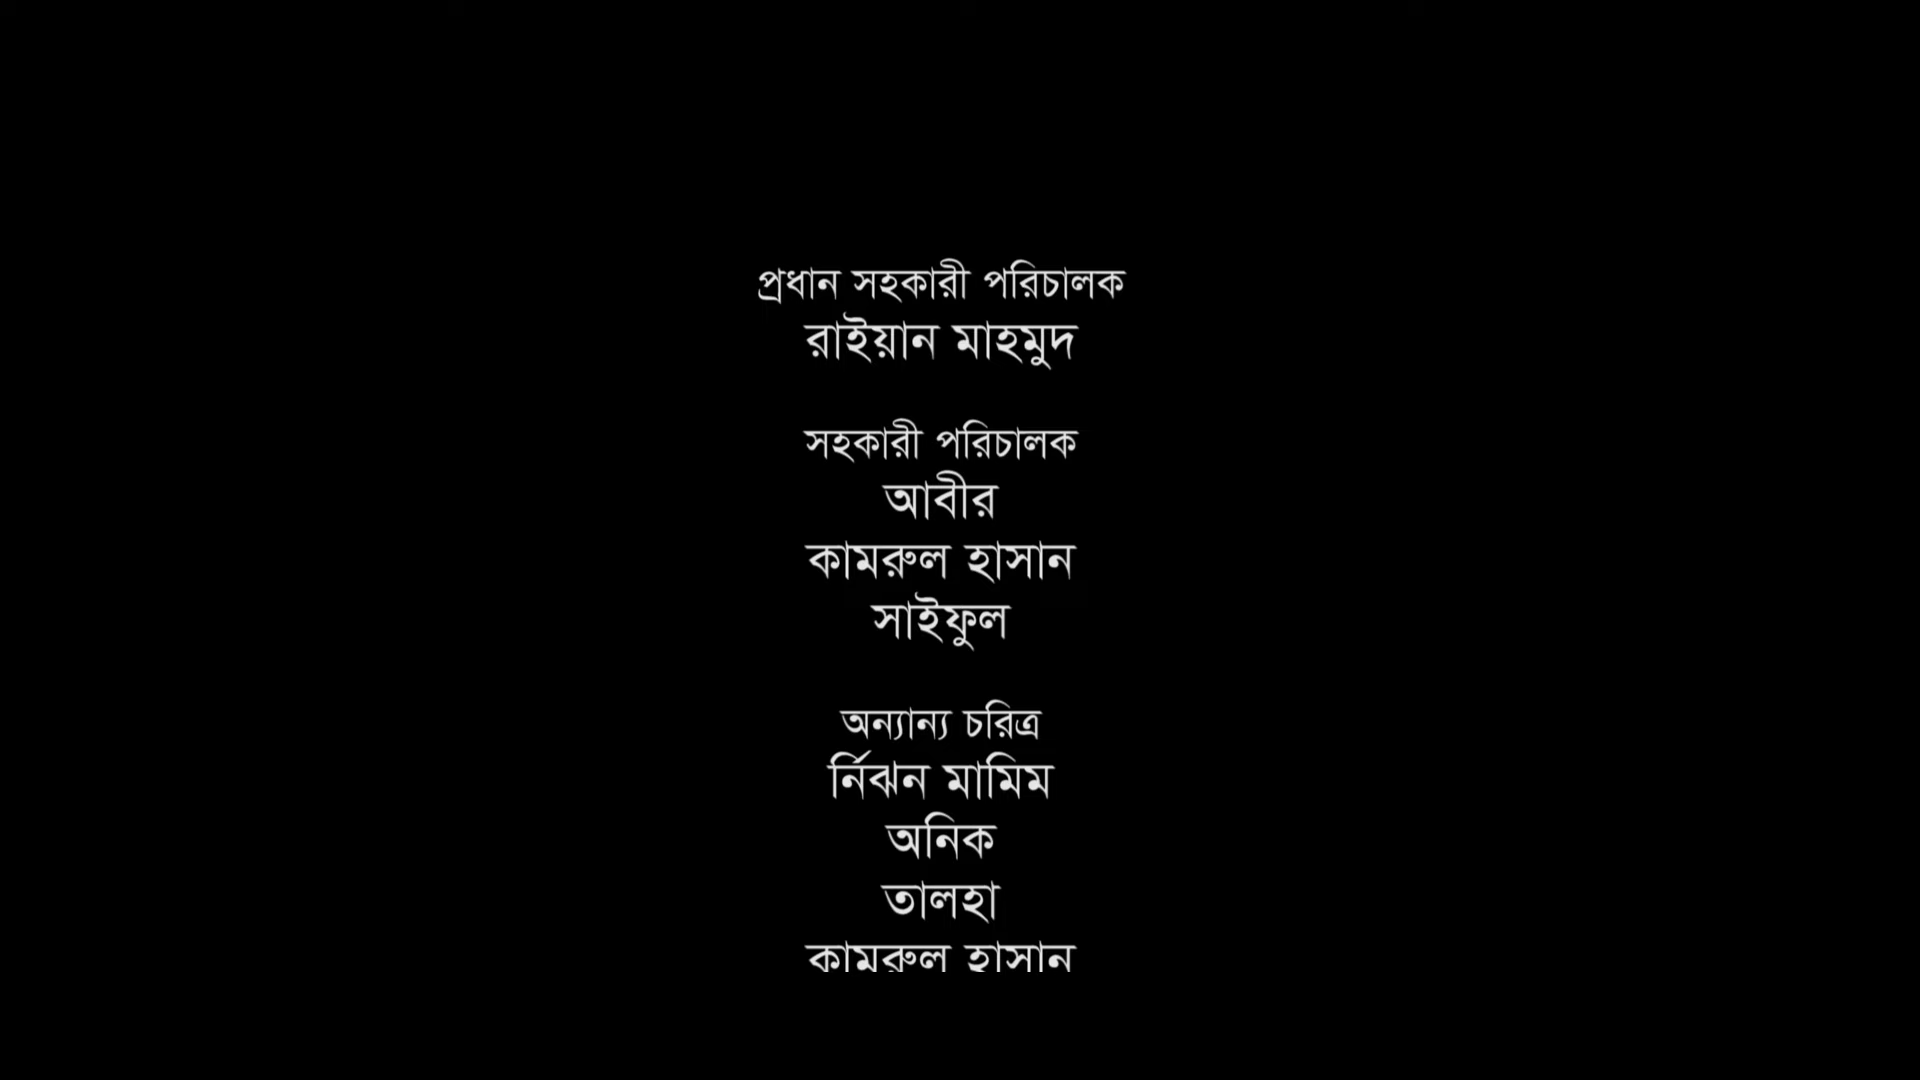 প্রধান সহকারী পরিচালক
রাইয়ান মাহমুদ
সহকারী পরিচালক
আবীর
কামরুল হাসান
সাইফুল
অন্যান্য চরিত্র
র্নিঝন মামিম
অনিক
তালহা
কামরুল হাসান